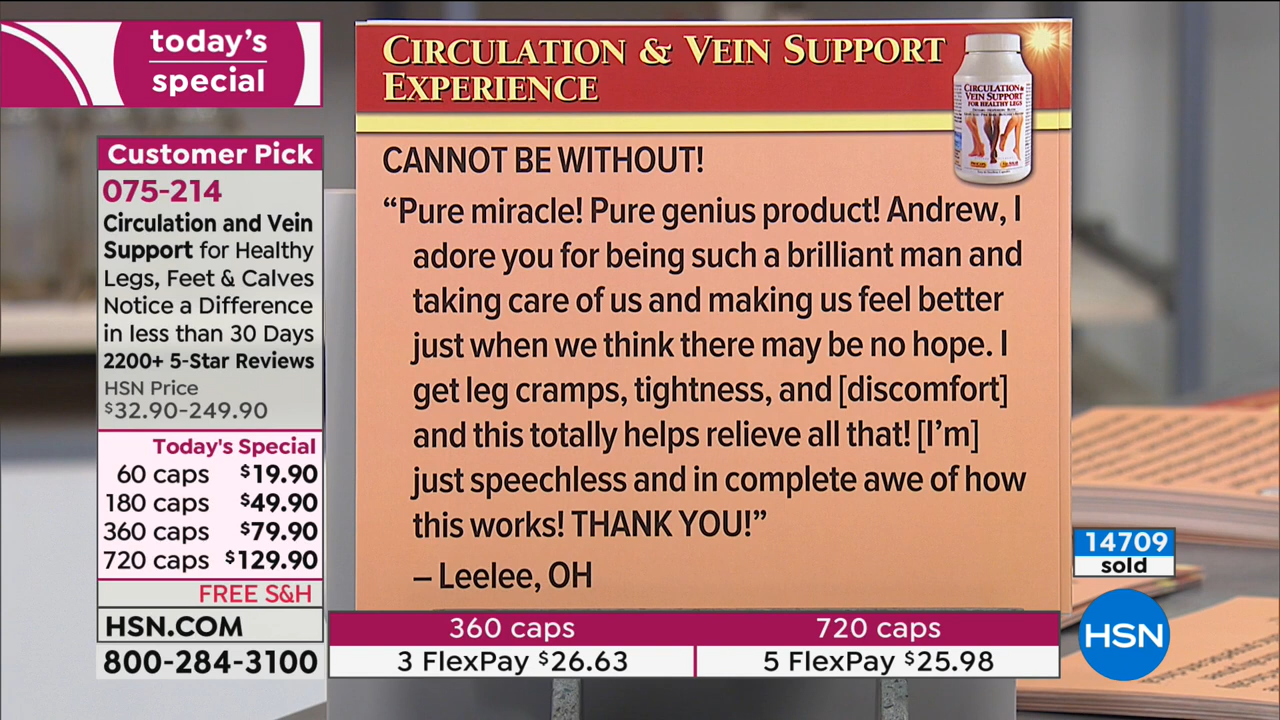 today's
special
Customer Pick
075-214
Circulation and Vein
Support for Healthy
Legs, Feet & Calves
Notice a Difference
in less than 30 Days
2200+ 5-Star Reviews
HSN Price
$32.90-249.90
Today's Special
60 caps $19.90
180 caps $49.90
360 caps $79.90
720 caps $129.90
FREE S&H
HSN.COM
800-284-3100
CIRCULATION & VEIN SUPPORT
EXPERIENCE
CIRCULATION &
VEIN SUPPORT
FOR HEALTHY LEGS
CANNOT BE WITHOUT!
“Pure miracle! Pure genius product! Andrew, I
adore you for being such a brilliant man and
taking care of us and making us feel better
just when we think there may be no hope. I
get leg cramps, tightness, and [discomfort]
and this totally helps relieve all that! [I’m]
just speechless and in complete awe of how
this works! THANK YOU!”
– Leelee, OH
14709
sold
HSN
360 caps 720 caps
3 FlexPay $26.63 5 FlexPay $25.98